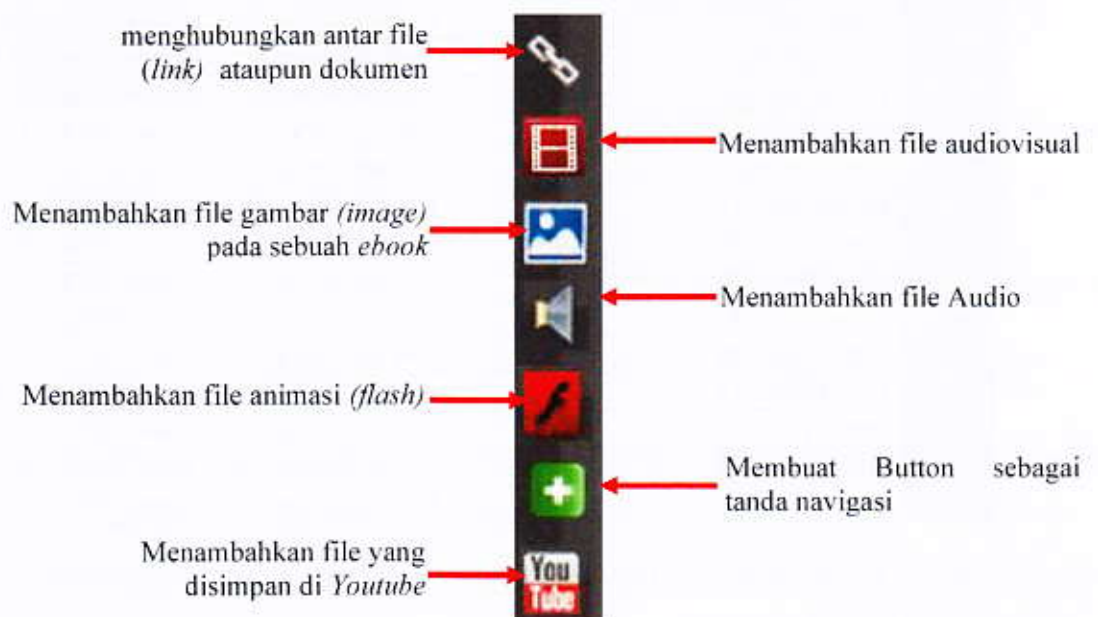 menghubungkan antar file
(link) ataupun dokumen
Menambahkan file audiovisual
Menambahkan file gambar (image)
pada sebuah ebook
Menambahkan file Audio
Menambahkan file animasi (flash)
Membuat Button sebagai
tanda navigasi
Menambahkan file yang
disimpan di Youtube
You
Tube